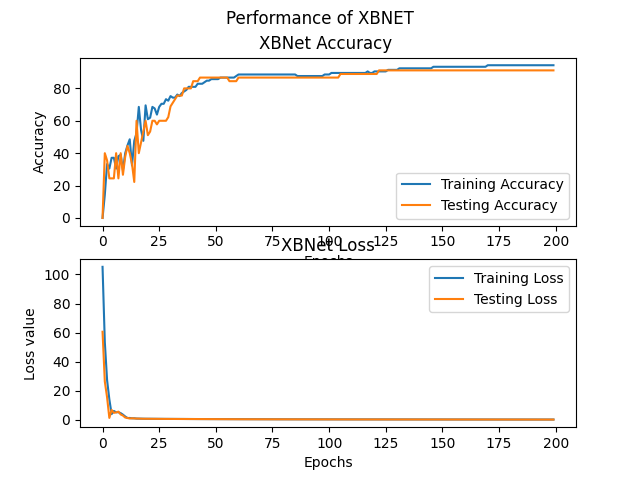 Performance of XBNET
XBNet Accuracy
Accuracy
80
60
40
20
0
Training Accuracy
Testing Accuracy
0 25 50 75 100 125 150 175 200
Epochs
XBNet Loss
Loss value
100
80
60
40
20
0
Training Loss
Testing Loss
0 25 50 75 100 125 150 175 200
Epochs